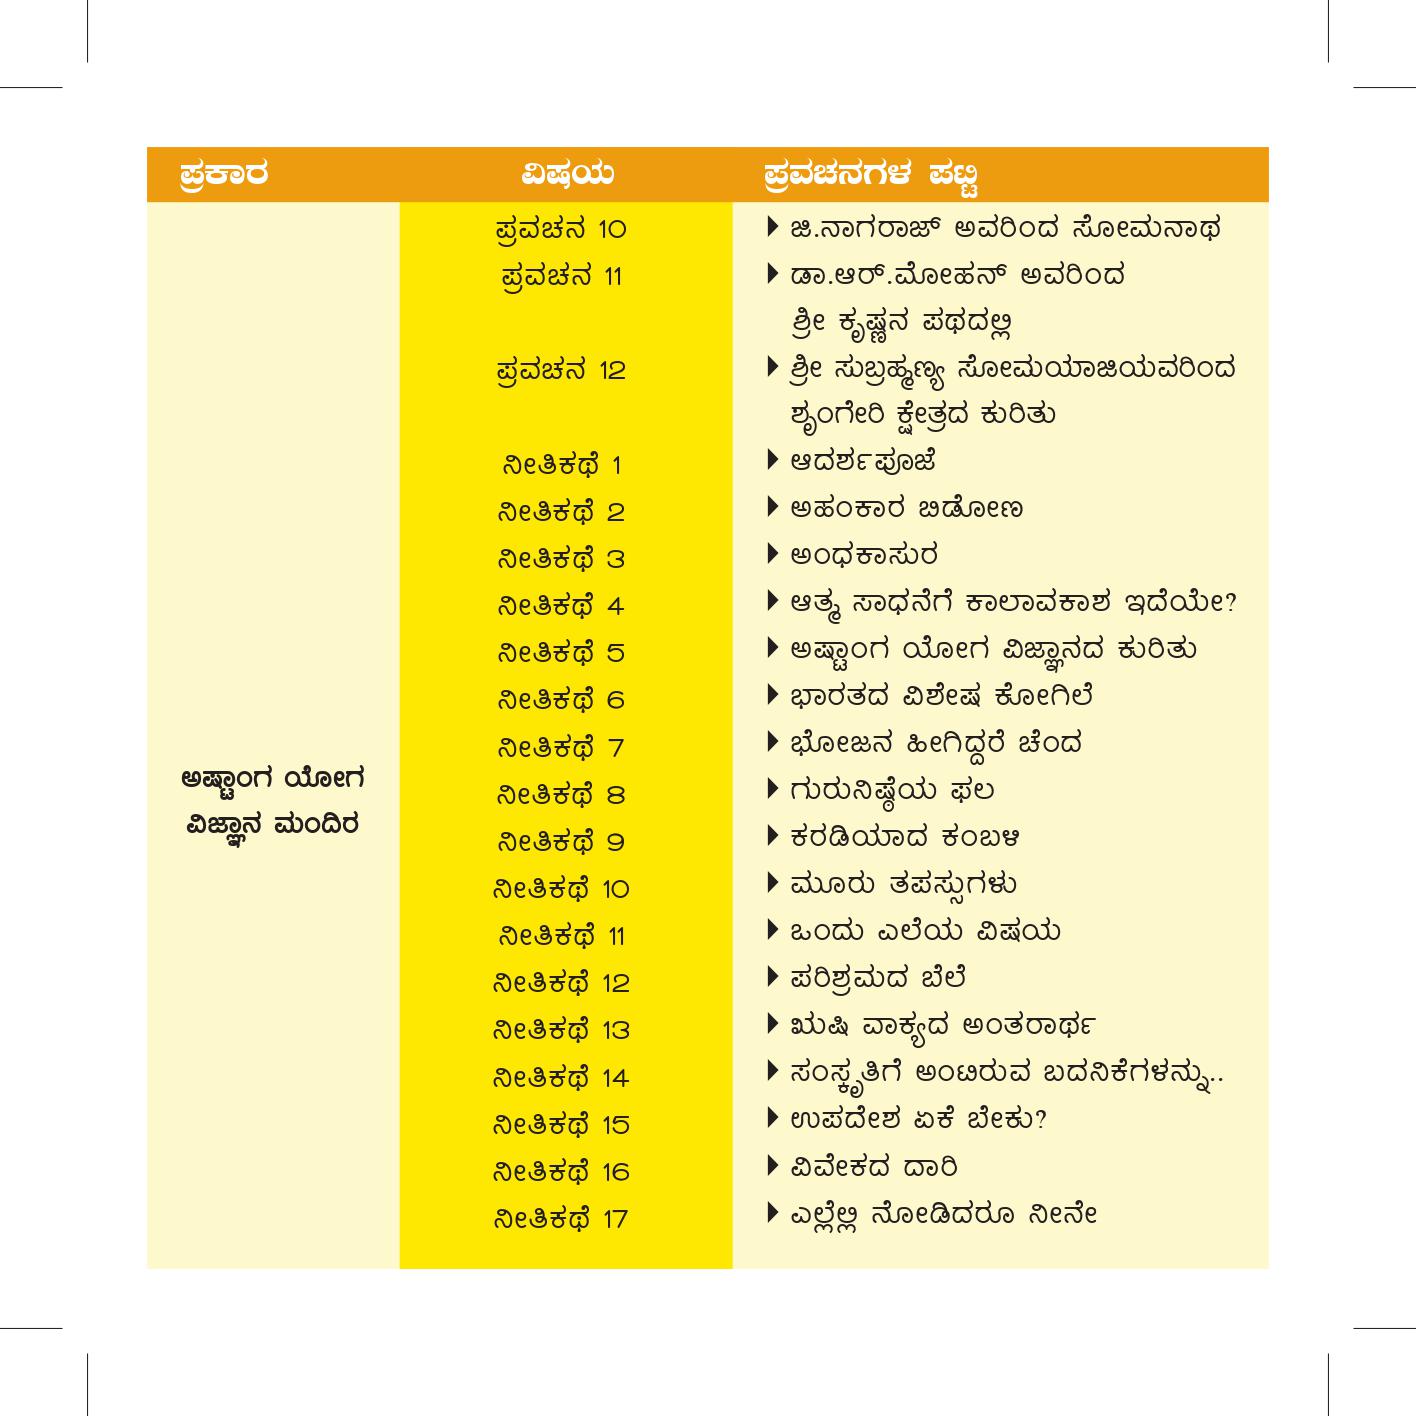 ಪ್ರಕಾರ ವಿಷಯ ಪ್ರವಚನಗಳ ಪಟ್ಟಿ
ಪ್ರವಚನ 10 ಜಿ.ನಾಗರಾಜ್ ಅವರಿಂದ ಸೋಮನಾಥ
ಪ್ರವಚನ 11 ಡಾ.ಆರ್.ಮೋಹನ್ ಅವರಿಂದ
ಶ್ರೀ ಕೃಷ್ಣನ ಪಥದಲ್ಲಿ
ಪ್ರವಚನ 12 ಶ್ರೀ ಸುಬ್ರಹ್ಮಣ್ಯ ಸೋಮಯಾಜಿಯವರಿಂದ
ಶೃಂಗೇರಿ ಕ್ಷೇತ್ರದ ಕುರಿತು
ನೀತಿಕಥೆ 1 ಆದರ್ಶಪೂಜೆ
ನೀತಿಕಥೆ 2 ಅಹಂಕಾರ ಬಿಡೋಣ
ನೀತಿಕಥೆ 3 ಅಂಧಕಾಸುರ
ನೀತಿಕಥೆ 4 ಆತ್ಮ ಸಾಧನೆಗೆ ಕಾಲಾವಕಾಶ ಇದೆಯೇ?
ನೀತಿಕಥೆ 5 ಅಷ್ಟಾಂಗ ಯೋಗ ವಿಜ್ಞಾನದ ಕುರಿತು
ನೀತಿಕಥೆ 6 ಭಾರತದ ವಿಶೇಷ ಕೋಗಿಲೆ
ನೀತಿಕಥೆ 7 ಭೋಜನ ಹೀಗಿದ್ದರೆ ಚೆಂದ
ಅಷ್ಟಾಂಗ ಯೋಗ
ನೀತಿಕಥೆ 8 ಗುರುನಿಷ್ಠೆಯ ಫಲ
ವಿಜ್ಞಾನ ಮಂದಿರ
ನೀತಿಕಥೆ 9 ಕರಡಿಯಾದ ಕಂಬಳಿ
ನೀತಿಕಥೆ 10 ಮೂರು ತಪಸ್ಸುಗಳು
ನೀತಿಕಥೆ 11 ಒಂದು ಎಲೆಯ ವಿಷಯ
ನೀತಿಕಥೆ 12 ಪರಿಶ್ರಮದ ಬೆಲೆ
ನೀತಿಕಥೆ 13 ಋಷಿ ವಾಕ್ಯದ ಅಂತರಾರ್ಥ
ನೀತಿಕಥೆ 14 ಸಂಸ್ಕೃತಿಗೆ ಅಂಟಿರುವ ಬದನಿಕೆಗಳನ್ನು..
ನೀತಿಕಥೆ 15 ಉಪದೇಶ ಏಕೆ ಬೇಕು?
ನೀತಿಕಥೆ 16 ವಿವೇಕದ ದಾರಿ
ನೀತಿಕಥೆ 17 ಎಲ್ಲೆಲ್ಲಿ ನೋಡಿದರೂ ನೀನೇ